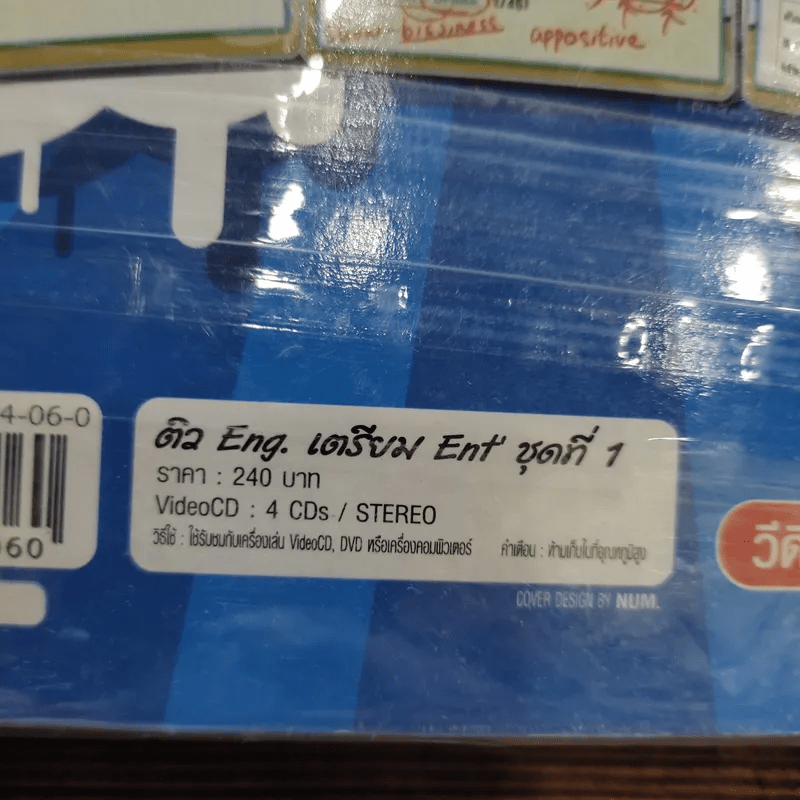 bissiness appositive
4-06-0
060
ติว Eng. เตรียม Ent' ชุดที่ 1
ราคา : 240 บาท
VideoCD : 4 CDs / STEREO
วิธีใช้ : ใช้รับชมกับเครื่องเล่น VideoCD, DVD หรือเครื่องคอมพิวเตอร์ คำเตือน : ห้ามเก็บในที่อุณหภูมิสูง
COVER DESIGN BY NUM.